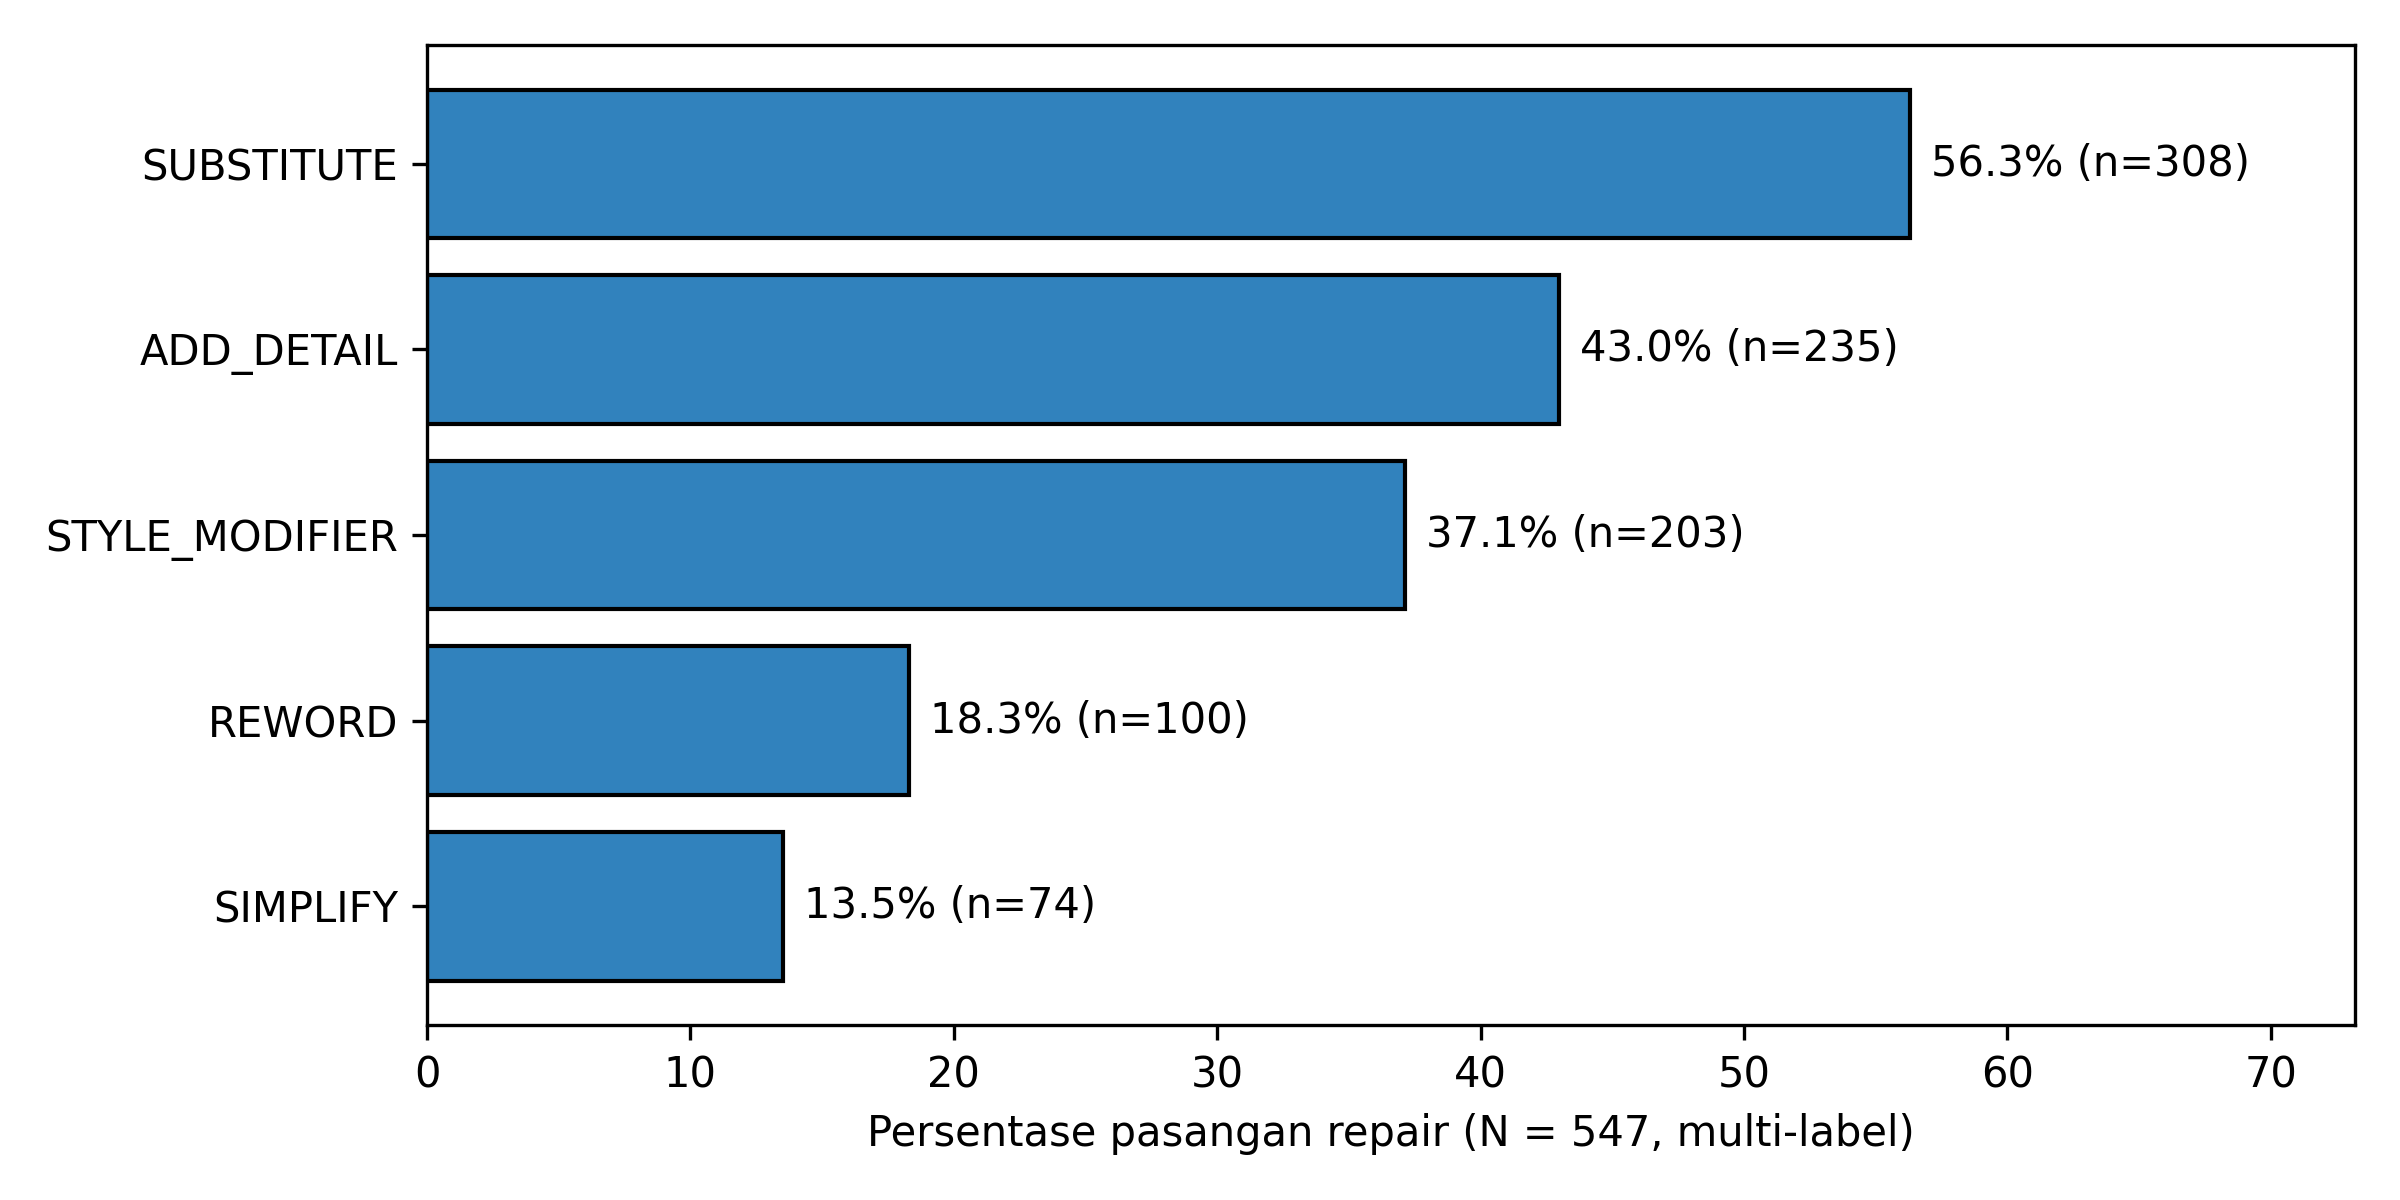 SUBSTITUTE 56.3% (n=308)
ADD_DETAIL 43.0% (n=235)
STYLE_MODIFIER 37.1% (n=203)
REWORD 18.3% (n=100)
SIMPLIFY 13.5% (n=74)
0 10 20 30 40 50 60 70
Persentase pasangan repair (N = 547, multi-label)